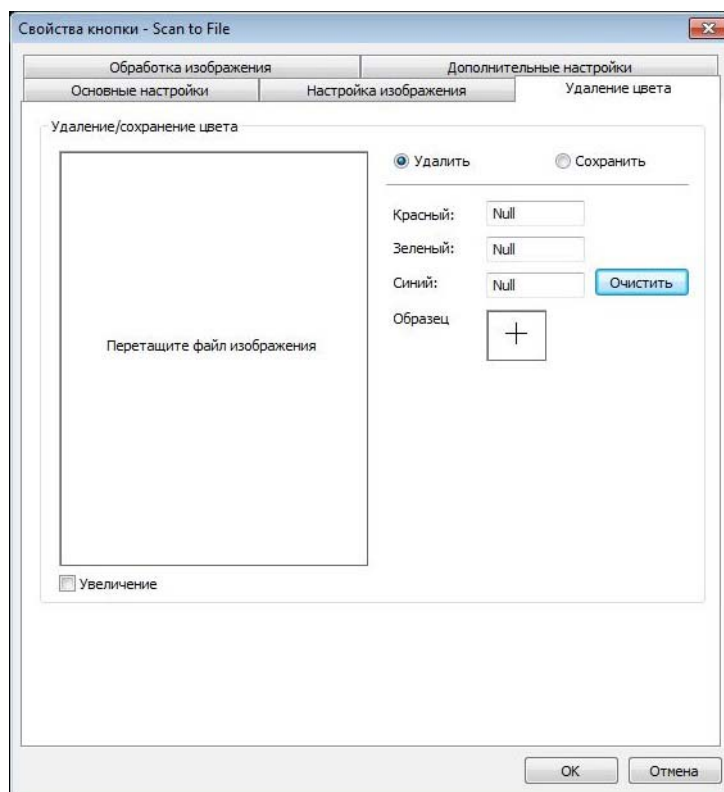 Свойства кнопки - Scan to File
Обработка изображения
Дополнительные настройки
Основные настройки
Настройка изображения
Удаление цвета
Удаление/сохранение цвета
Удалить
Сохранить
Красный: Null
Зеленый: Null
Синий: Null
Очистить
Образец
Перетащите файл изображения
Увеличение
OK
Отмена